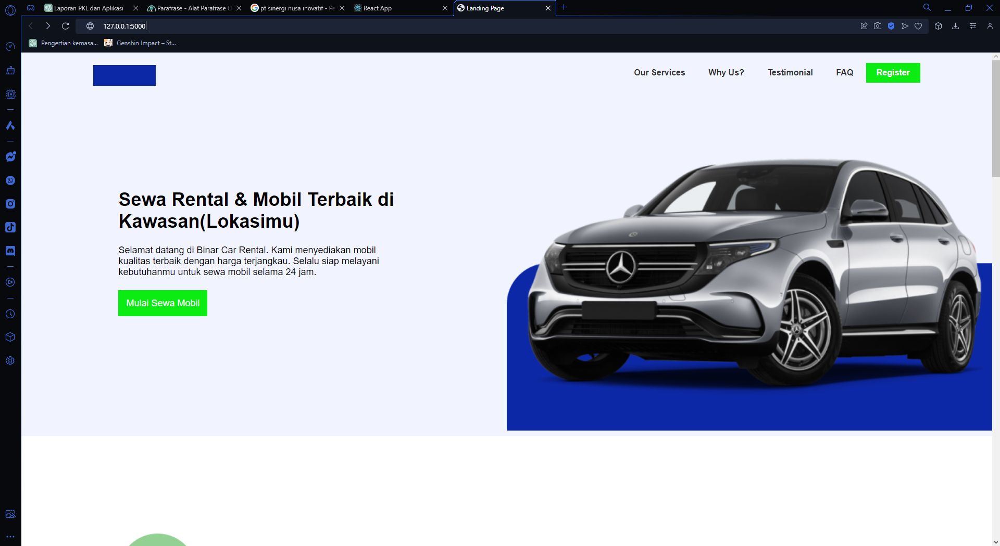 Laporan PKL dan Aplikasi
Parafrase - Alat Parafrase O
pt sinergi nusa inovatif - Pe
React App
Landing Page
127.0.0.1:5000
Pengertian kemasa...
Genshin Impact – St...
Our Services
Why Us?
Testimonial
FAQ
Register
Sewa Rental & Mobil Terbaik di
Kawasan(Lokasimu)
Selamat datang di Binar Car Rental. Kami menyediakan mobil
kualitas terbaik dengan harga terjangkau. Selalu siap melayani
kebutuhanmu untuk sewa mobil selama 24 jam.
Mulai Sewa Mobil